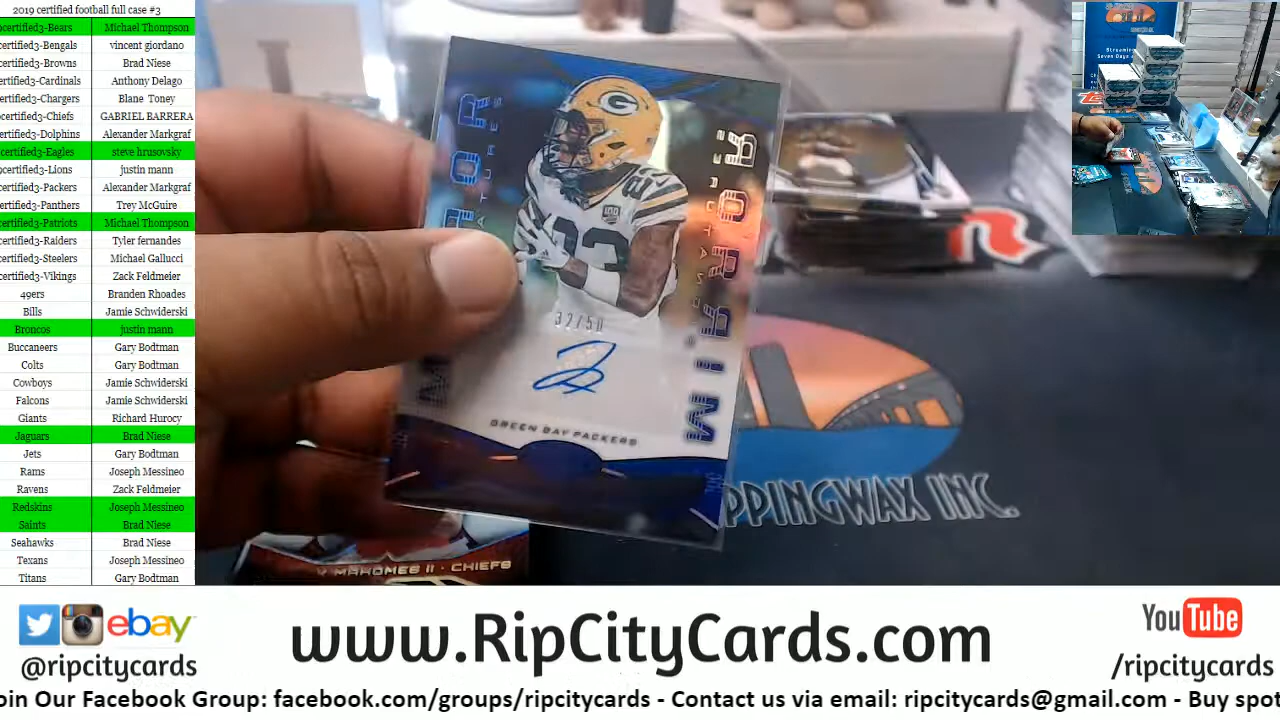 2019 certified football full case #3
certified3-Bears Michael Thompson
certified3-Bengals vincent giordano
certified3-Browns Brad Niese
certified3-Cardinals Anthony Delago
certified3-Chargers Blane Toney
certified3-Chiefs GABRIEL BARRERA
certified3-Dolphins Alexander Markgraf
certified3-Eagles steve hrusovsky
certified3-Lions justin mann
certified3-Packers Alexander Markgraf
certified3-Panthers Trey McGuire
certified3-Patriots Michael Thompson
certified3-Raiders Tyler fernandes
certified3-Steelers Michael Gallucci
certified3-Vikings Zack Feldmeier
49ers Branden Rhoades
Bills Jamie Schwiderski
Broncos justin mann
Buccaneers Gary Bodtman
Colts Gary Bodtman
Cowboys Jamie Schwiderski
Falcons Jamie Schwiderski
Giants Richard Hurocy
Jaguars Brad Niese
Jets Gary Bodtman
Rams Joseph Messineo
Ravens Zack Feldmeier
Redskins Joseph Messineo
Saints Brad Niese
Seahawks Brad Niese
Texans Joseph Messineo
Titans Gary Bodtman
G
23
32/50
GREEN BAY PACKERS
MIRROR
MAHOMES II · CHIEFS
PPINGWAX INC.
ebay
@ripcitycards
www.RipCityCards.com
YouTube
/ripcitycards
oin Our Facebook Group: facebook.com/groups/ripcitycards - Contact us via email: ripcitycards@gmail.com - Buy spot